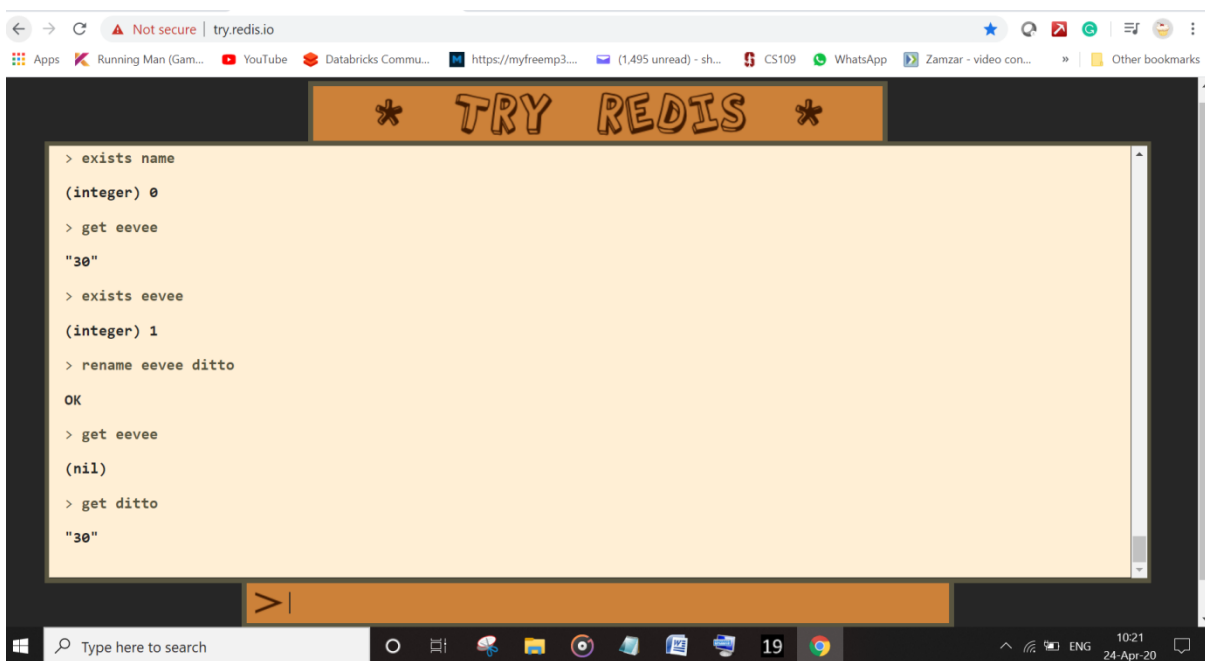 Not secure | try.redis.io
Apps Running Man (Gam... YouTube Databricks Commu... https://myfreemp3.... (1,495 unread) - sh... CS109 WhatsApp Zamzar - video con... » Other bookmarks
* TRY REDIS *
> exists name
(integer) 0
> get eevee
"30"
> exists eevee
(integer) 1
> rename eevee ditto
OK
> get eevee
(nil)
> get ditto
"30"
>
Type here to search 19 ENG 10:21
24-Apr-20